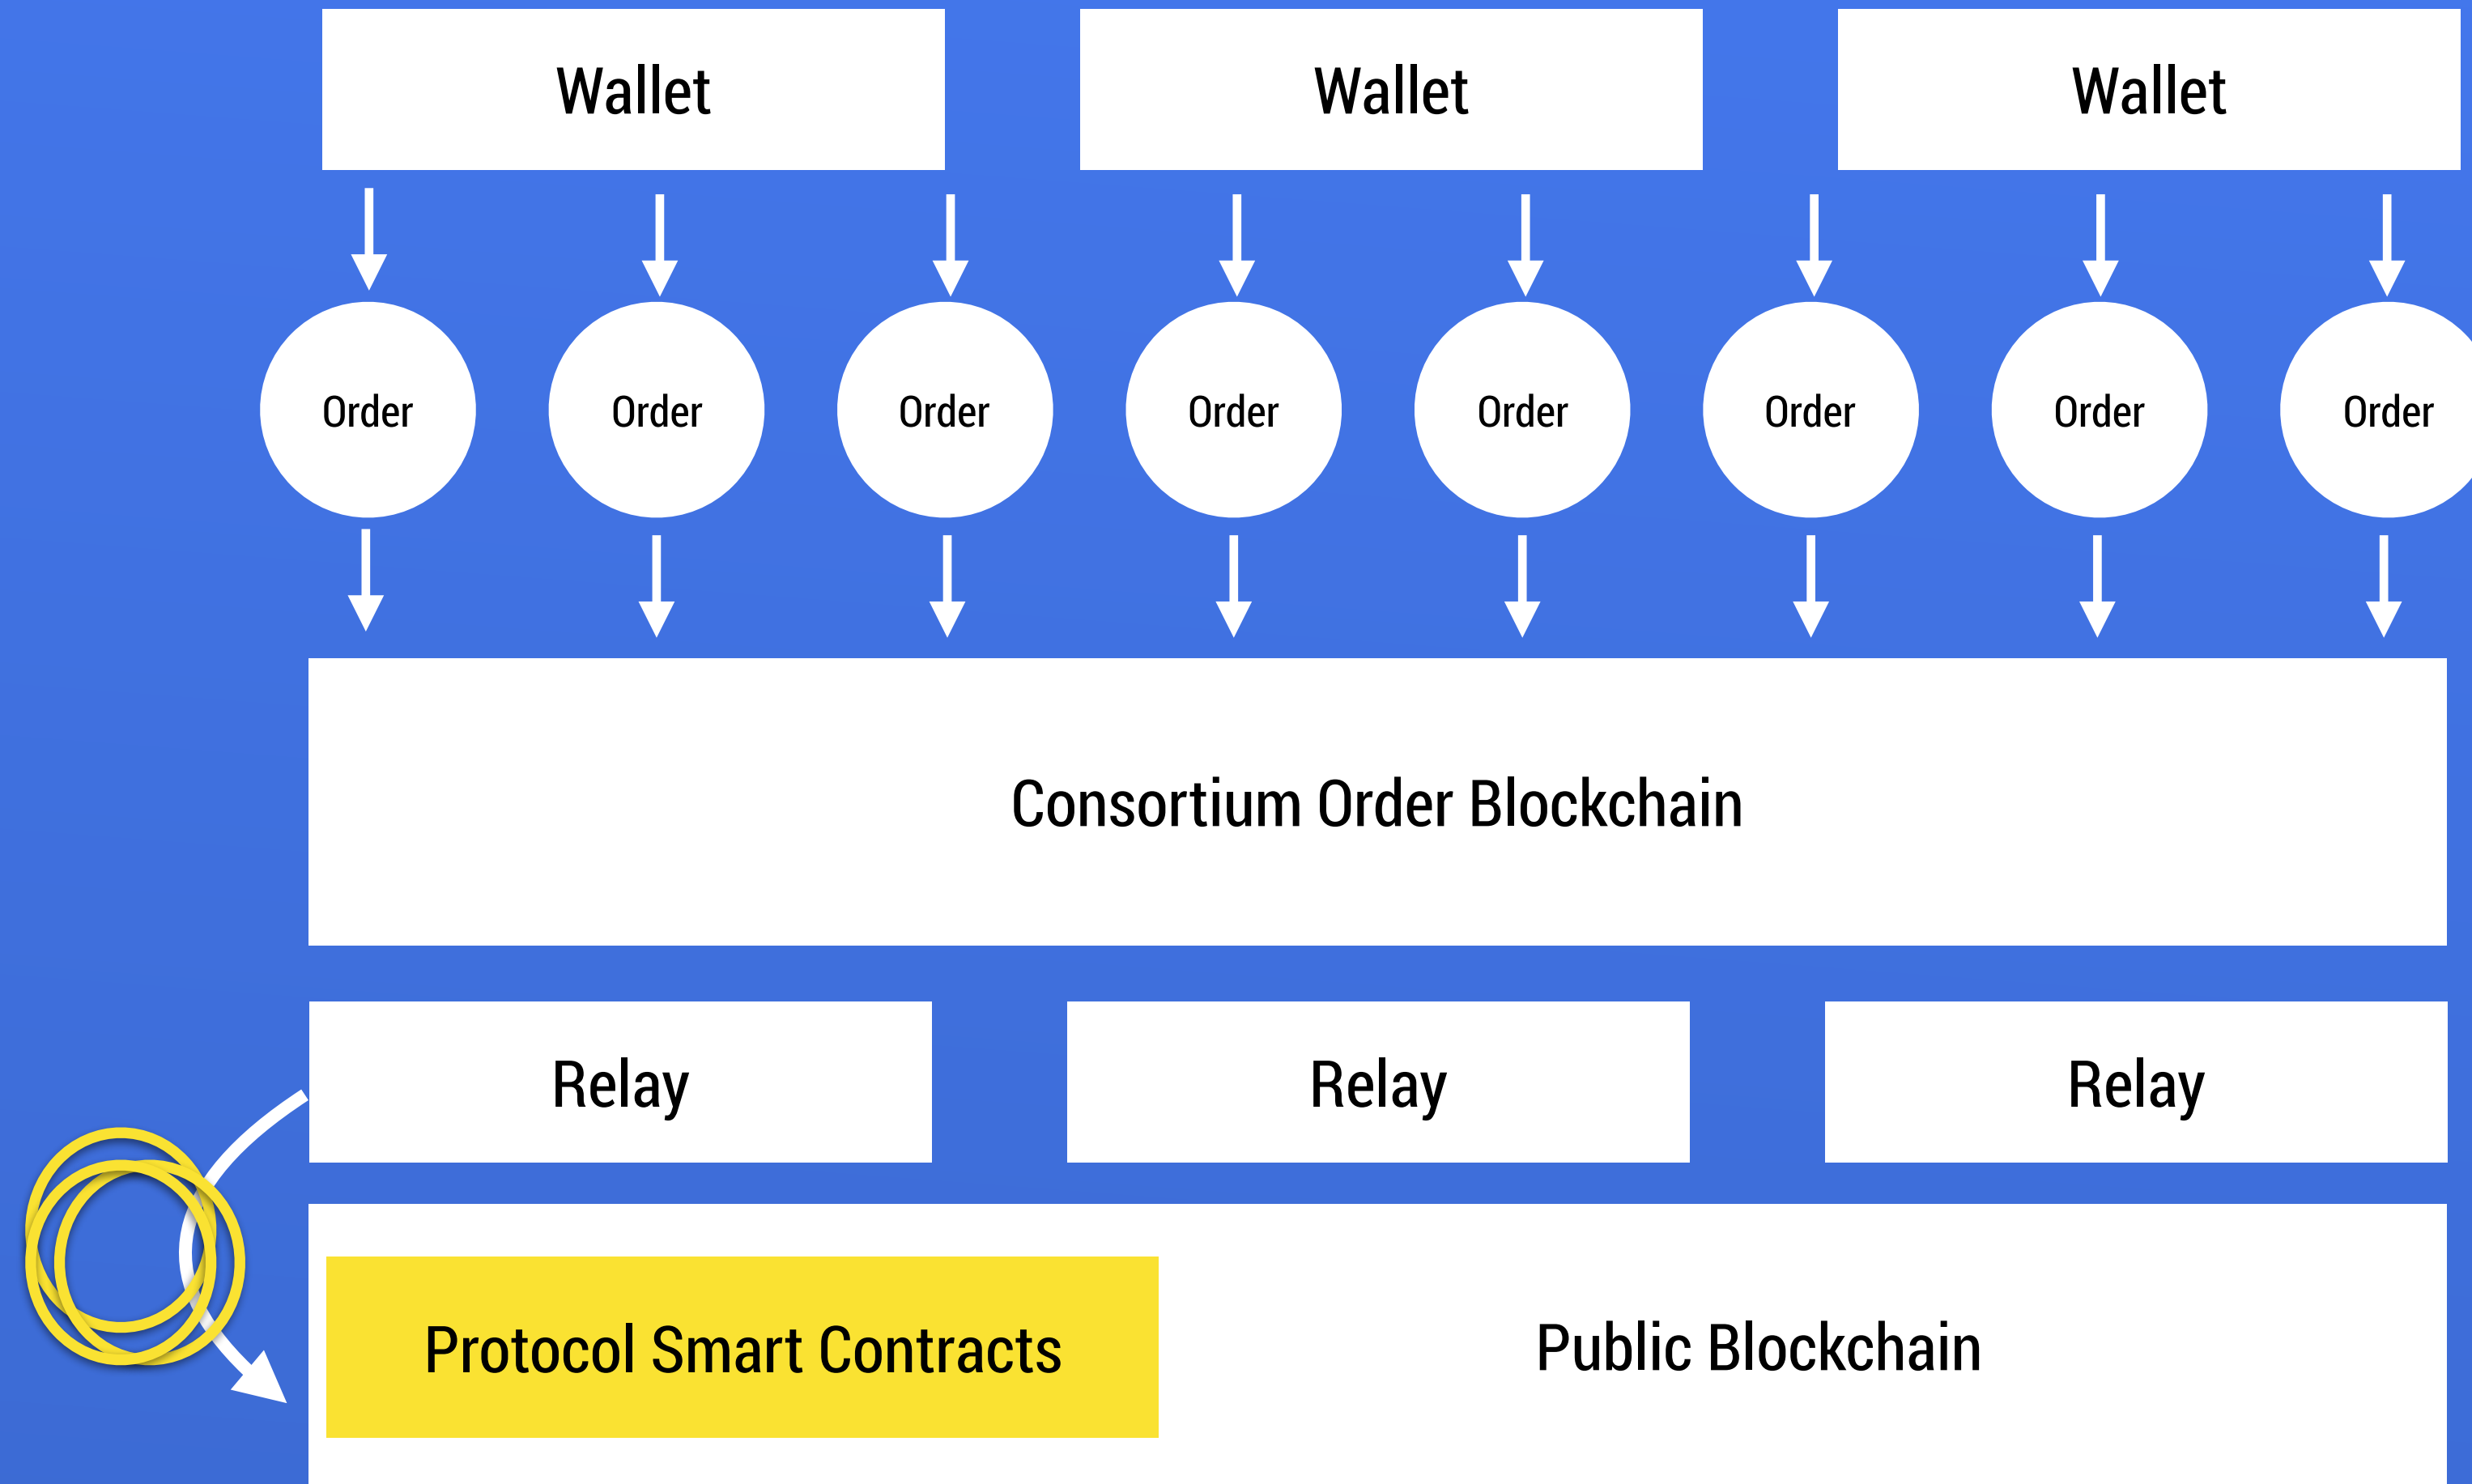 Wallet
Wallet
Wallet
Order
Order
Order
Order
Order
Order
Order
Order
Consortium Order Blockchain
Relay
Relay
Relay
Protocol Smart Contracts
Public Blockchain